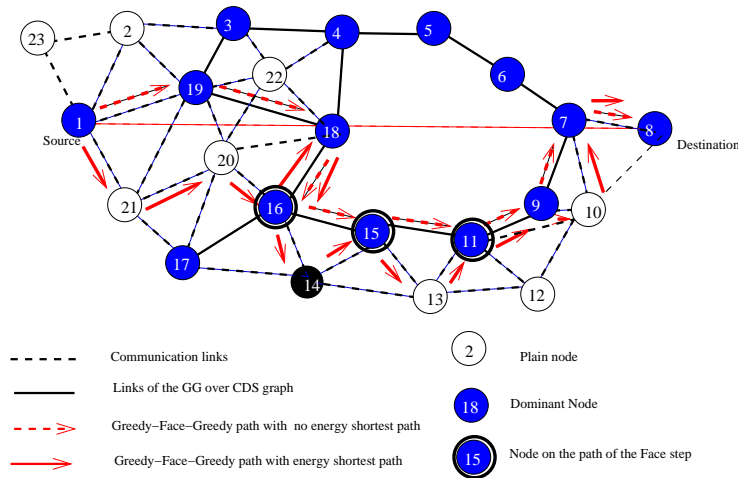 3
5
2
4
23
22
6
19
1
7
8
18
Source
Destination
20
21
16
9
10
15
11
17
14
13
12
Communication links
2
Plain node
Links of the GG over CDS graph
18
Dominant Node
Greedy−Face−Greedy path with no energy shortest path
Greedy−Face−Greedy path with energy shortest path
15
Node on the path of the Face step